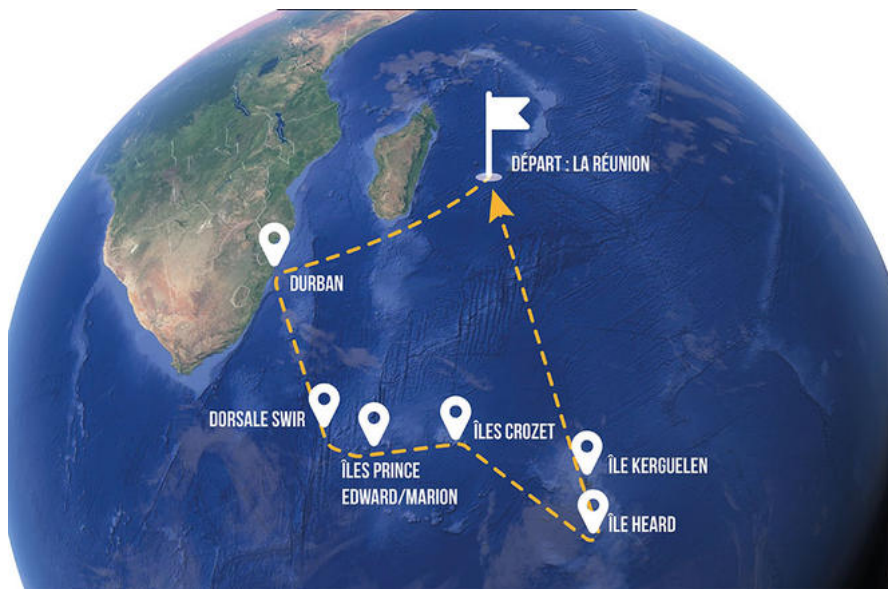 DÉPART : LA RÉUNION
DURBAN
DORSALE SWIR
ÎLES PRINCE
EDWARD/MARION
ÎLES CROZET
ÎLE KERGUELEN
ÎLE HEARD